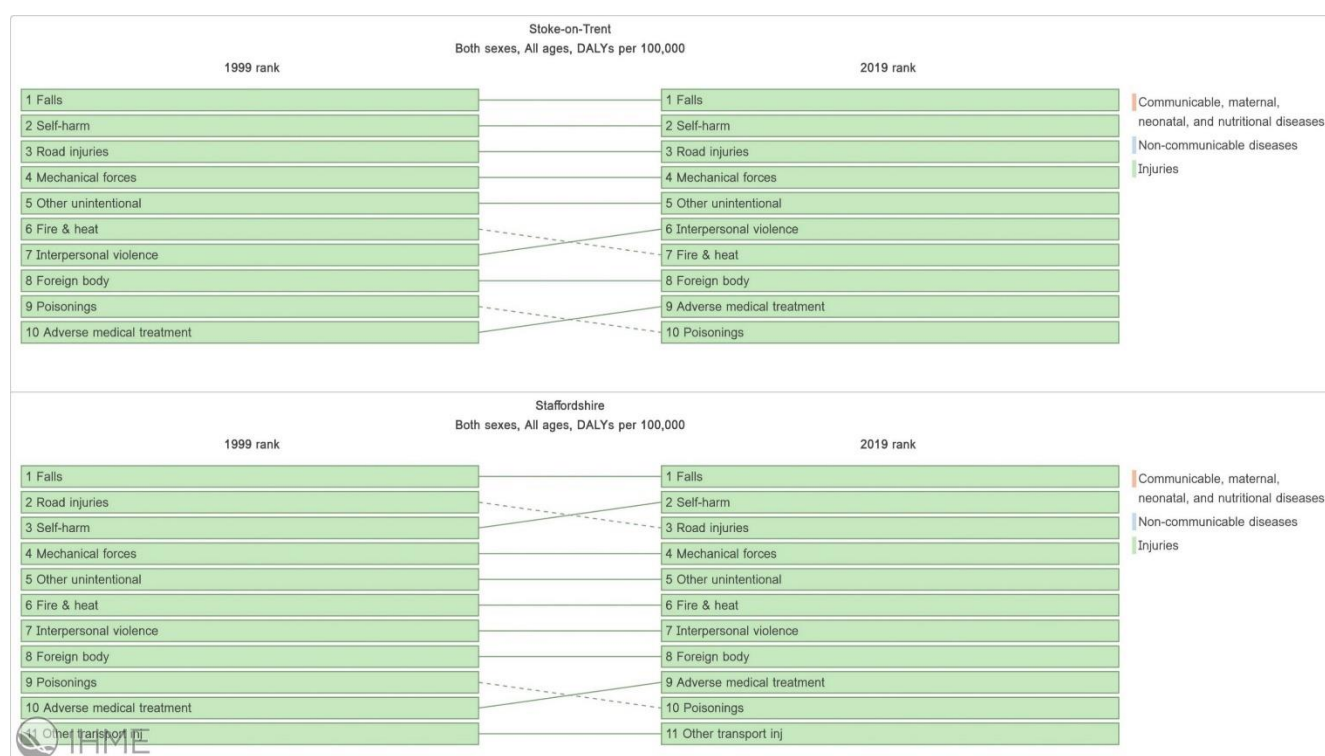 Stoke-on-Trent
Both sexes, All ages, DALYs per 100,000
1999 rank
2019 rank
1 Falls
2 Self-harm
3 Road injuries
4 Mechanical forces
5 Other unintentional
6 Fire & heat
7 Interpersonal violence
8 Foreign body
9 Poisonings
10 Adverse medical treatment
1 Falls
2 Self-harm
3 Road injuries
4 Mechanical forces
5 Other unintentional
6 Interpersonal violence
7 Fire & heat
8 Foreign body
9 Adverse medical treatment
10 Poisonings
Communicable, maternal,
neonatal, and nutritional diseases
Non-communicable diseases
Injuries
Staffordshire
Both sexes, All ages, DALYs per 100,000
1999 rank
2019 rank
1 Falls
2 Road injuries
3 Self-harm
4 Mechanical forces
5 Other unintentional
6 Fire & heat
7 Interpersonal violence
8 Foreign body
9 Poisonings
10 Adverse medical treatment
11 Other transport inj
1 Falls
2 Self-harm
3 Road injuries
4 Mechanical forces
5 Other unintentional
6 Fire & heat
7 Interpersonal violence
8 Foreign body
9 Adverse medical treatment
10 Poisonings
11 Other transport inj
Communicable, maternal,
neonatal, and nutritional diseases
Non-communicable diseases
Injuries
IHME